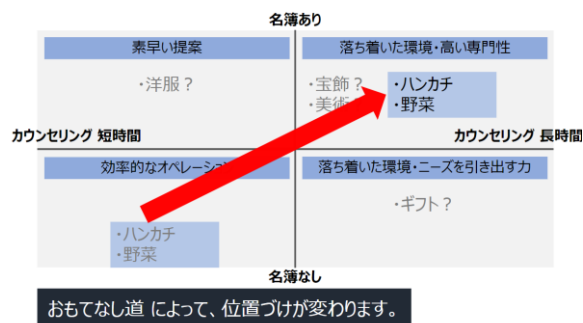 名簿あり
素早い提案
落ち着いた環境・高い専門性
・洋服？
・宝飾？
・美術
・ハンカチ
・野菜
カウンセリング 短時間
カウンセリング 長時間
効率的なオペレーシ
落ち着いた環境・ニーズを引き出す力
・ハンカチ
・野菜
・ギフト？
名簿なし
おもてなし道 によって、位置づけが変わります。